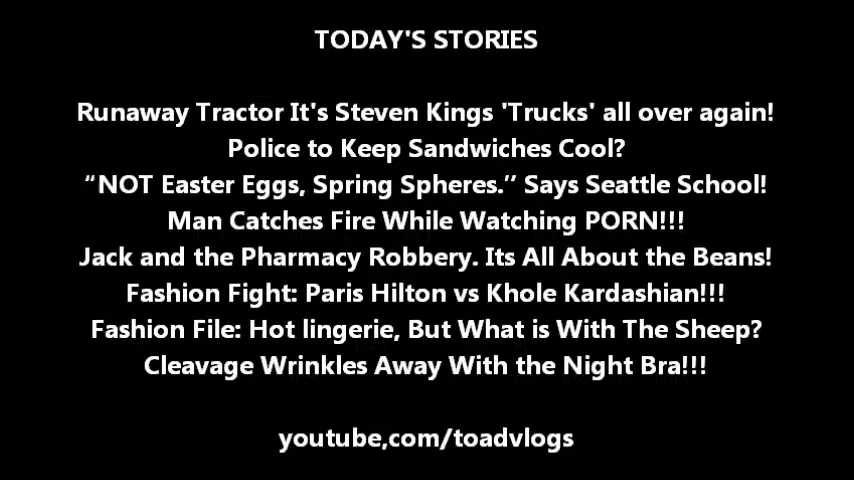 TODAY'S STORIES
Runaway Tractor It's Steven Kings 'Trucks' all over again!
Police to Keep Sandwiches Cool?
“NOT Easter Eggs, Spring Spheres.” Says Seattle School!
Man Catches Fire While Watching PORN!!!
Jack and the Pharmacy Robbery. Its All About the Beans!
Fashion Fight: Paris Hilton vs Khole Kardashian!!!
Fashion File: Hot lingerie, But What is With The Sheep?
Cleavage Wrinkles Away With the Night Bra!!!
youtube,com/toadvlogs